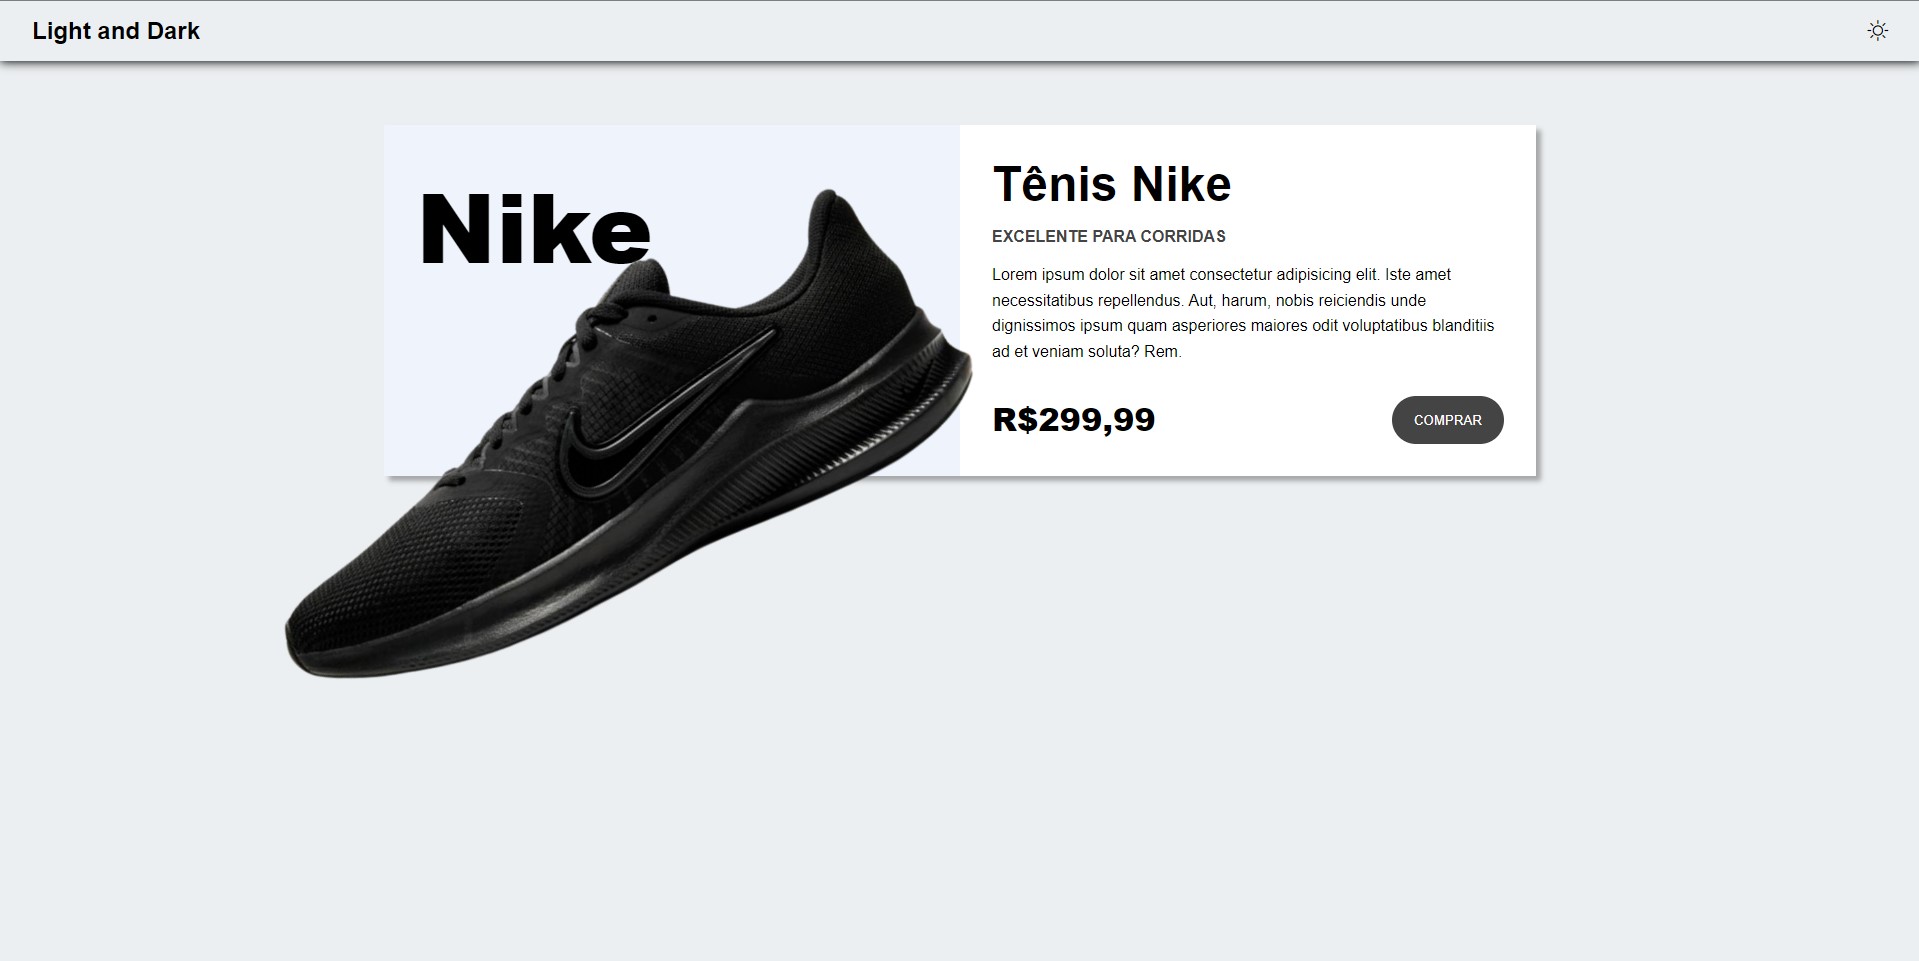 Light and Dark
Nike
Tênis Nike
EXCELENTE PARA CORRIDAS
Lorem ipsum dolor sit amet consectetur adipisicing elit. Iste amet
necessitatibus repellendus. Aut, harum, nobis reiciendis unde
dignissimos ipsum quam asperiores maiores odit voluptatibus blanditiis
ad et veniam soluta? Rem.
R$299,99
COMPRAR